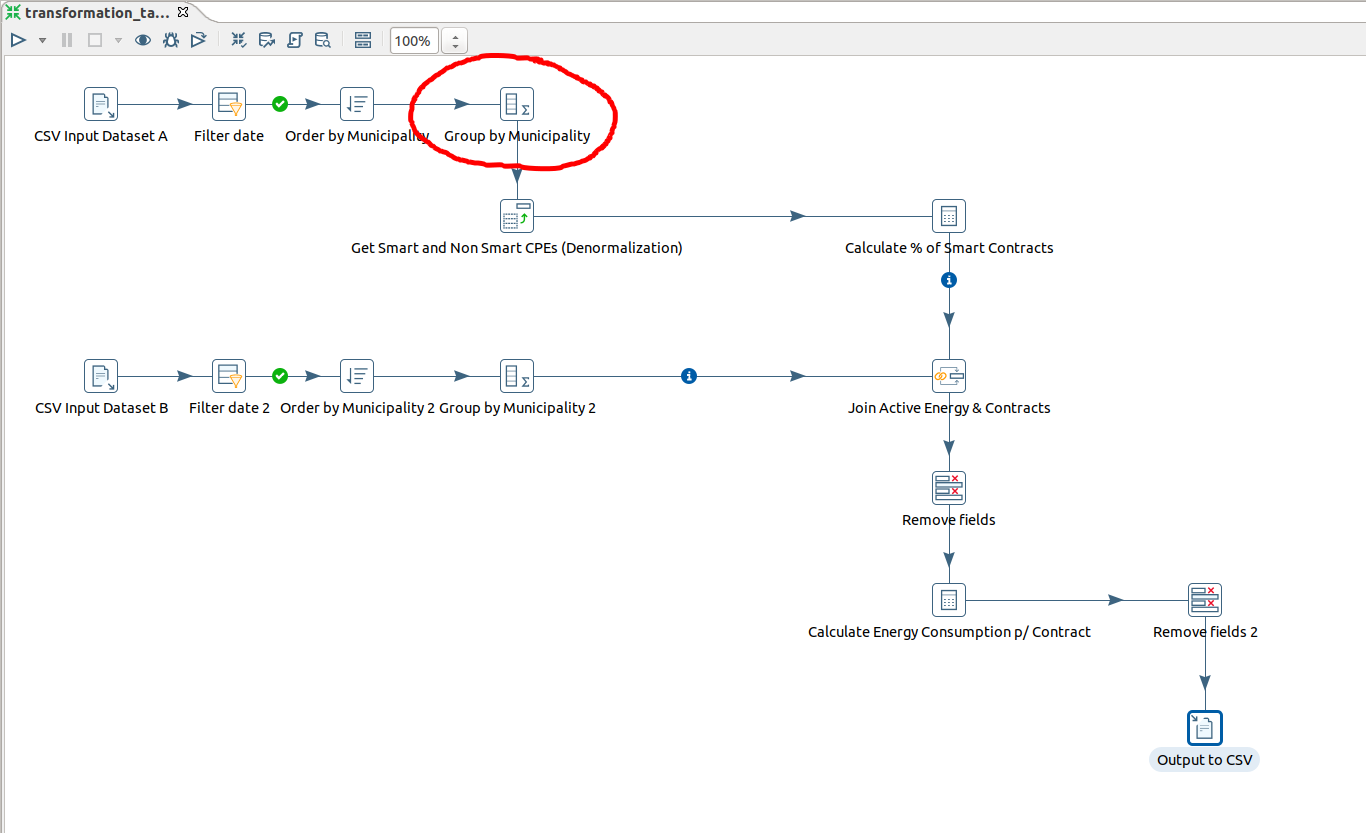 transformation_ta...
100%
CSV Input Dataset A
Filter date
Order by Municipality
Group by Municipality
Get Smart and Non Smart CPEs (Denormalization)
Calculate % of Smart Contracts
CSV Input Dataset B
Filter date 2
Order by Municipality 2
Group by Municipality 2
Join Active Energy & Contracts
Remove fields
Calculate Energy Consumption p/ Contract
Remove fields 2
Output to CSV